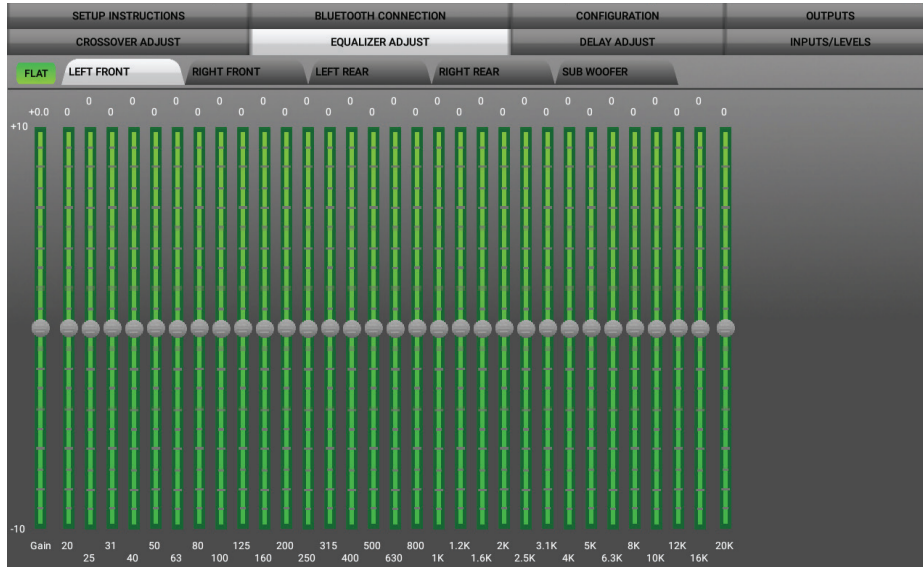 SETUP INSTRUCTIONS BLUETOOTH CONNECTION CONFIGURATION OUTPUTS
CROSSOVER ADJUST EQUALIZER ADJUST DELAY ADJUST INPUTS/LEVELS
FLAT LEFT FRONT RIGHT FRONT LEFT REAR RIGHT REAR SUB WOOFER
0 0 0 0 0 0 0 0 0 0 0 0 0 0 0
+0.0 0 0 0 0 0 0 0 0 0 0 0 0 0 0 0 0
+10
-10
Gain 20 31 50 80 125 200 315 500 800 1.2K 2K 3.1K 5K 8K 12K 20K
25 40 63 100 160 250 400 630 1K 1.6K 2.5K 4K 6.3K 10K 16K